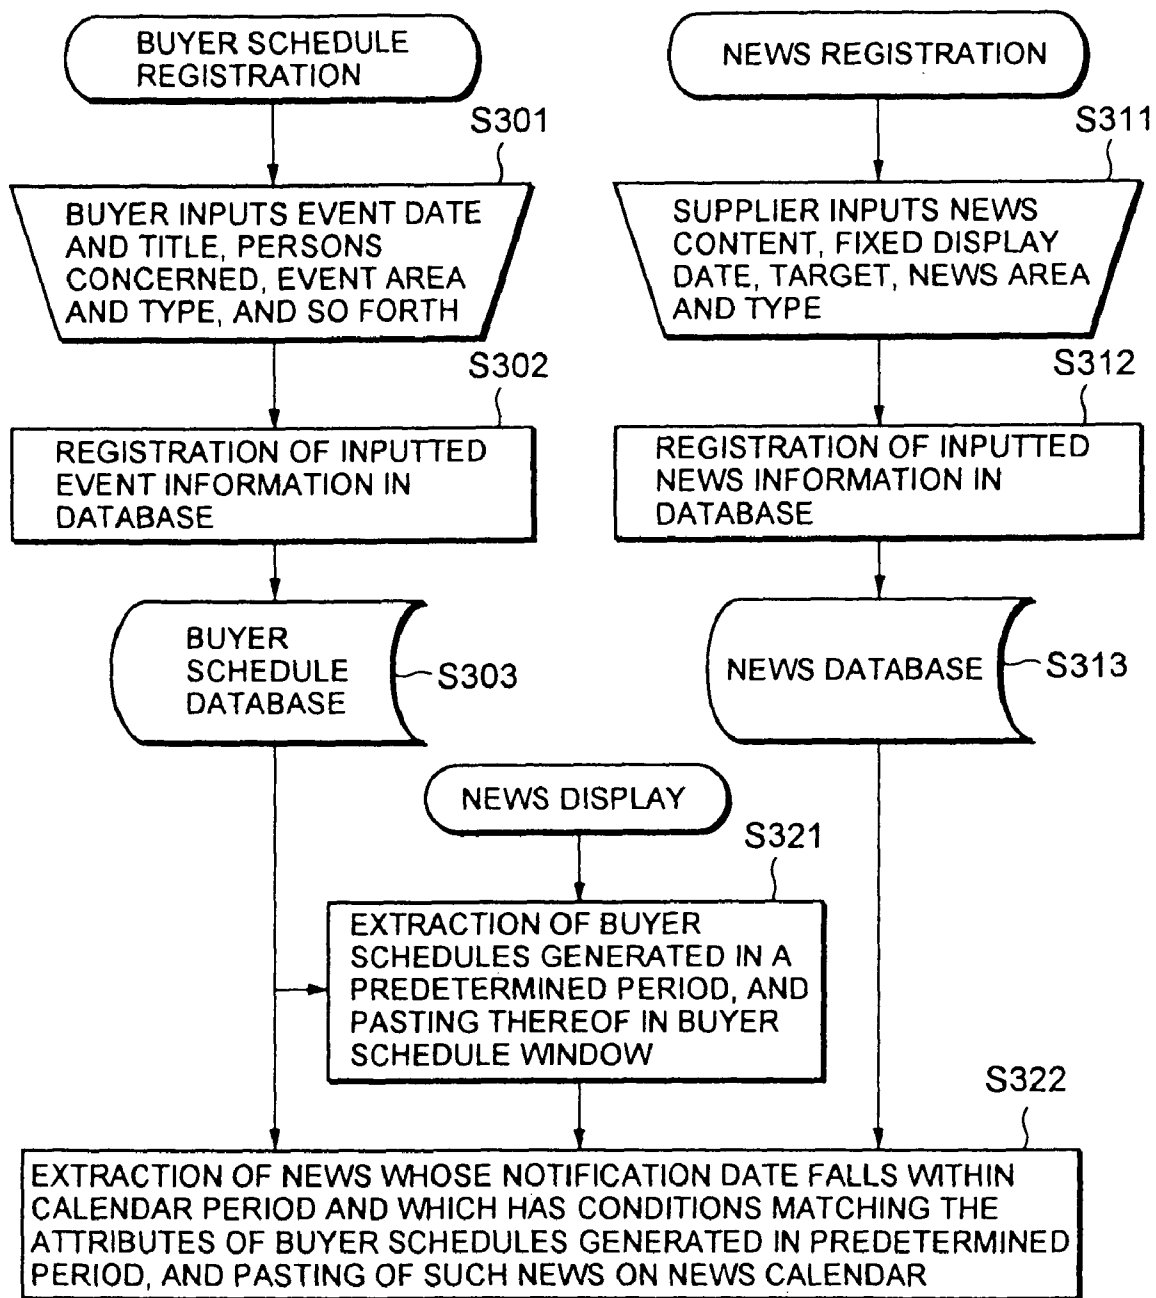 BUYER SCHEDULE
REGISTRATION
S301
BUYER INPUTS EVENT DATE
AND TITLE, PERSONS
CONCERNED, EVENT AREA
AND TYPE, AND SO FORTH
S302
REGISTRATION OF INPUTTED
EVENT INFORMATION IN
DATABASE
BUYER
SCHEDULE
DATABASE
S303
NEWS REGISTRATION
S311
SUPPLIER INPUTS NEWS
CONTENT, FIXED DISPLAY
DATE, TARGET, NEWS AREA
AND TYPE
S312
REGISTRATION OF INPUTTED
NEWS INFORMATION IN
DATABASE
NEWS DATABASE
S313
NEWS DISPLAY
S321
EXTRACTION OF BUYER
SCHEDULES GENERATED IN A
PREDETERMINED PERIOD, AND
PASTING THEREOF IN BUYER
SCHEDULE WINDOW
S322
EXTRACTION OF NEWS WHOSE NOTIFICATION DATE FALLS WITHIN
CALENDAR PERIOD AND WHICH HAS CONDITIONS MATCHING THE
ATTRIBUTES OF BUYER SCHEDULES GENERATED IN PREDETERMINED
PERIOD, AND PASTING OF SUCH NEWS ON NEWS CALENDAR